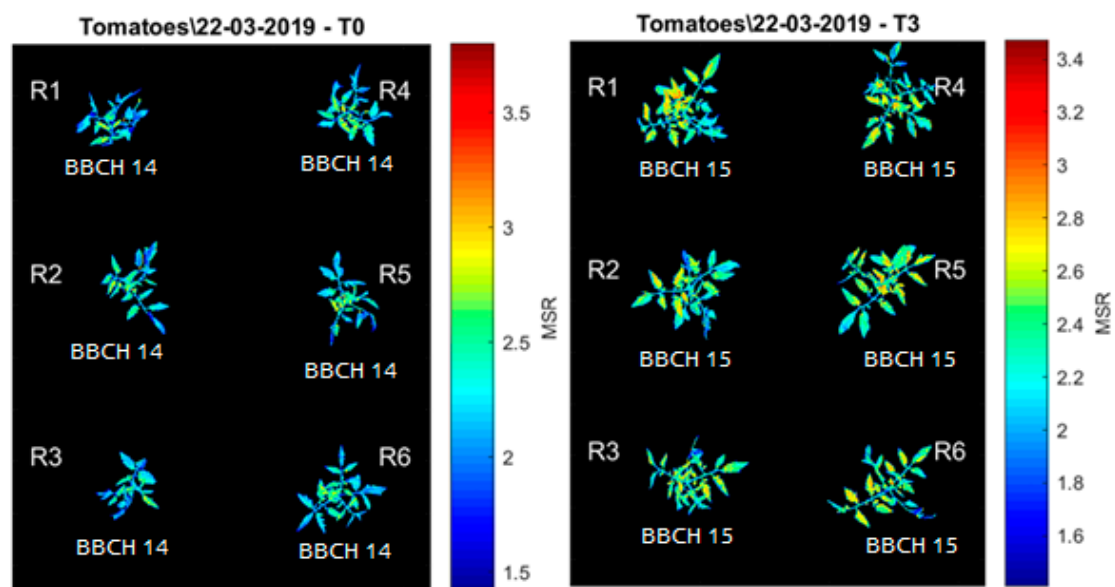 Tomatoes\22-03-2019 - T0
R1
R4
BBCH 14
BBCH 14
R2
R5
BBCH 14
BBCH 14
R3
R6
BBCH 14
BBCH 14
3.5
3
2.5
2
1.5
MSR
Tomatoes\22-03-2019 - T3
R1
R4
BBCH 15
BBCH 15
R2
R5
BBCH 15
BBCH 15
R3
R6
BBCH 15
BBCH 15
3.4
3.2
3
2.8
2.6
2.4
2.2
2
1.8
1.6
MSR